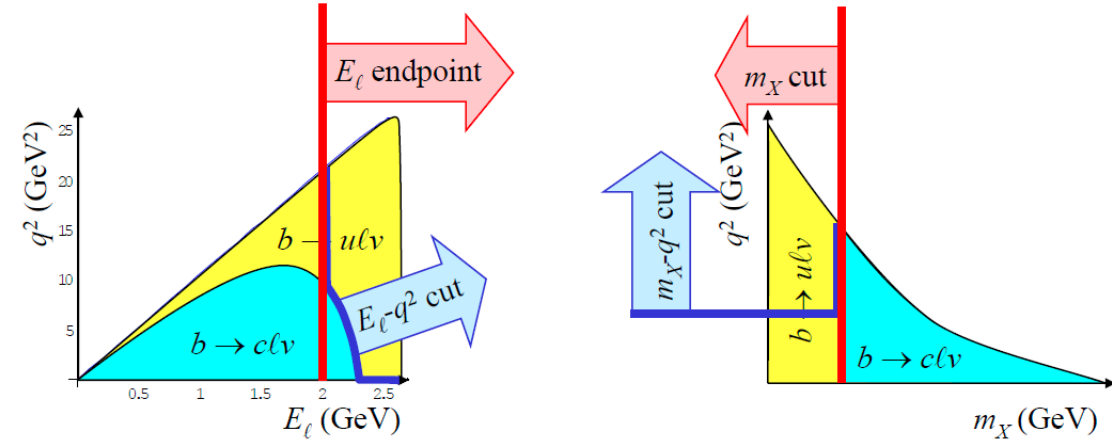 E_ℓ endpoint
q² (GeV²)
25
20
15
10
5
b → uℓν
E_ℓ-q² cut
b → cℓν
0.5 1 1.5 2 2.5
E_ℓ (GeV)
m_X cut
q² (GeV²)
m_X-q² cut
b → uℓν
b → cℓν
m_X (GeV)